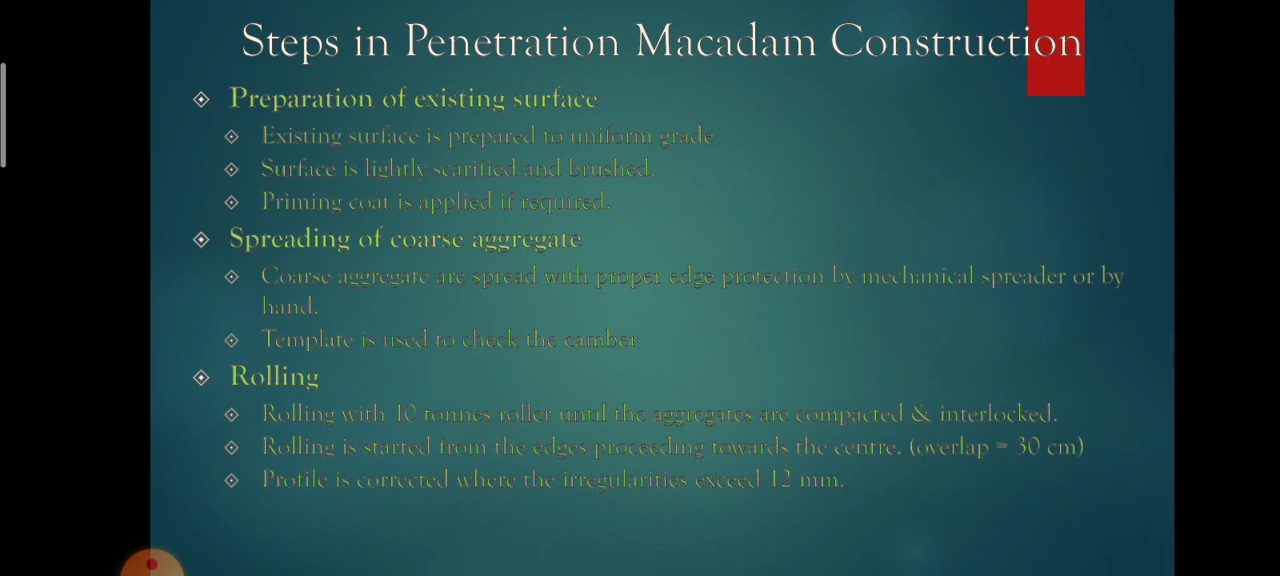 Steps in Penetration Macadam Construction
Preparation of existing surface
Existing surface is prepared to uniform grade
Surface is lightly scarified and brushed.
Priming coat is applied if required.
Spreading of coarse aggregate
Coarse aggregate are spread with proper edge protection by mechanical spreader or by
hand.
Template is used to check the camber.
Rolling
Rolling with 10 tonnes roller until the aggregates are compacted & interlocked.
Rolling is started from the edges proceeding towards the centre. (overlap = 30 cm)
Profile is corrected where the irregularities exceed 12 mm.